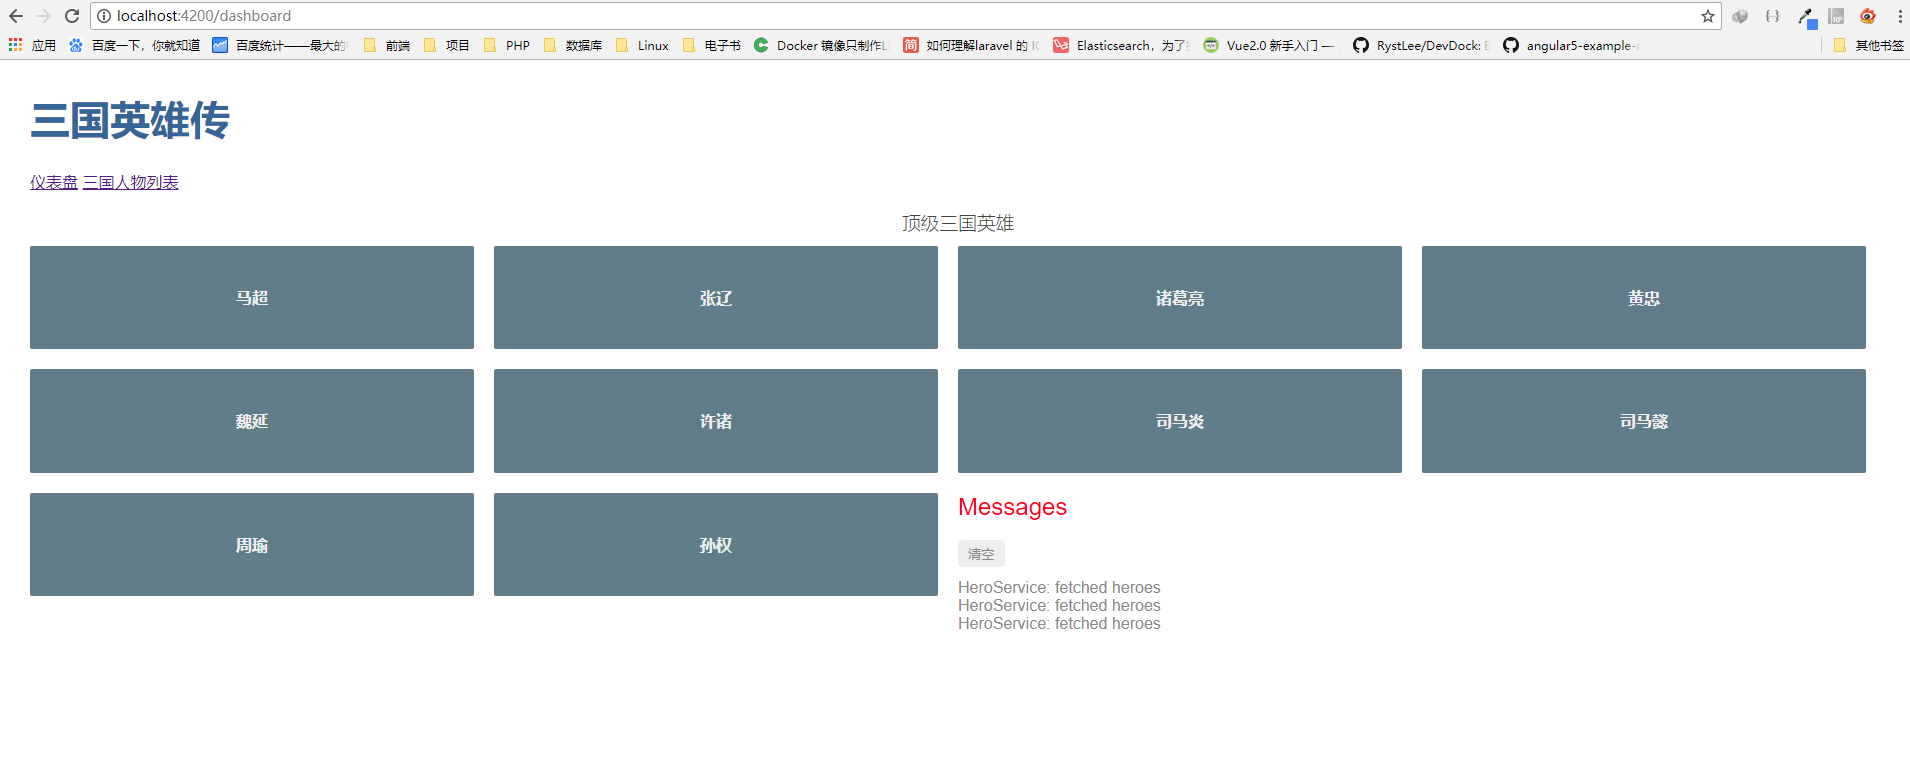 localhost:4200/dashboard
应用 百度一下，你就知道 百度统计——最大的 前端 项目 PHP 数据库 Linux 电子书 Docker 镜像只制作 如何理解laravel 的 Elasticsearch，为了 Vue2.0 新手入门 — RystLee/DevDock: angular5-example- 其他书签
三国英雄传
仪表盘 三国人物列表
顶级三国英雄
马超 张辽 诸葛亮 黄忠
魏延 许诸 司马炎 司马懿
周瑜 孙权
Messages
清空
HeroService: fetched heroes
HeroService: fetched heroes
HeroService: fetched heroes